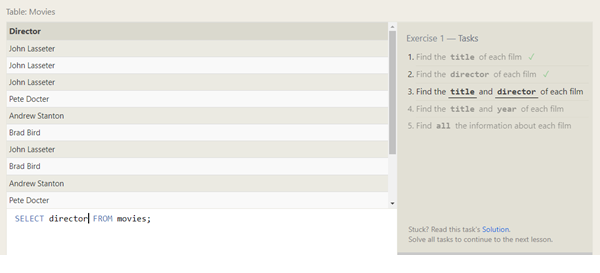 Table: Movies
Director
John Lasseter
John Lasseter
John Lasseter
Pete Docter
Andrew Stanton
Brad Bird
John Lasseter
Brad Bird
Andrew Stanton
Pete Docter
SELECT director FROM movies;
Exercise 1 — Tasks
1. Find the title of each film ✓
2. Find the director of each film ✓
3. Find the title and director of each film
4. Find the title and year of each film
5. Find all the information about each film
Stuck? Read this task's Solution.
Solve all tasks to continue to the next lesson.